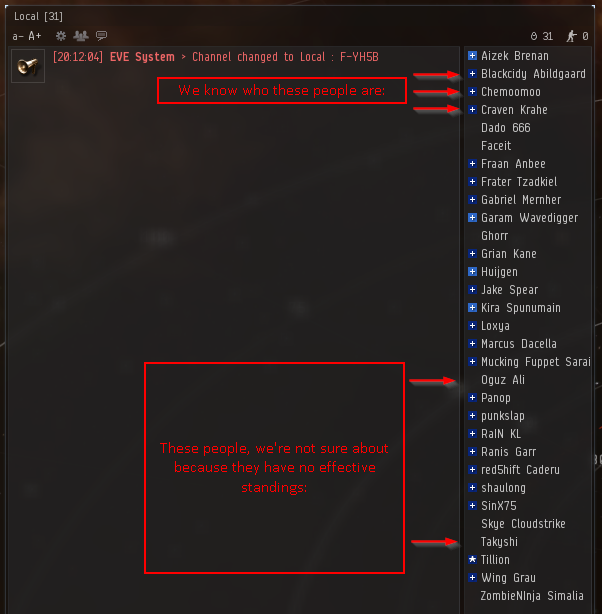 Local [31]
a- A+
31 0
[20:12:04] EVE System > Channel changed to Local : F-YH5B
We know who these people are:
These people, we're not sure about
because they have no effective
standings:
Aizek Brenan
Blackcidy Abildgaard
Chemoomoo
Craven Krahe
Dado 666
Faceit
Fraan Anbee
Frater Tzadkiel
Gabriel Mernher
Garam Wavedigger
Ghorr
Grian Kane
Huijgen
Jake Spear
Kira Spunumain
Loxya
Marcus Dacella
Mucking Fuppet Sarai
Oguz Ali
Panop
punkslap
RaIN KL
Ranis Garr
red5hift Caderu
shaulong
SinX75
Skye Cloudstrike
Takyshi
Tillion
Wing Grau
ZombieNInja Simalia